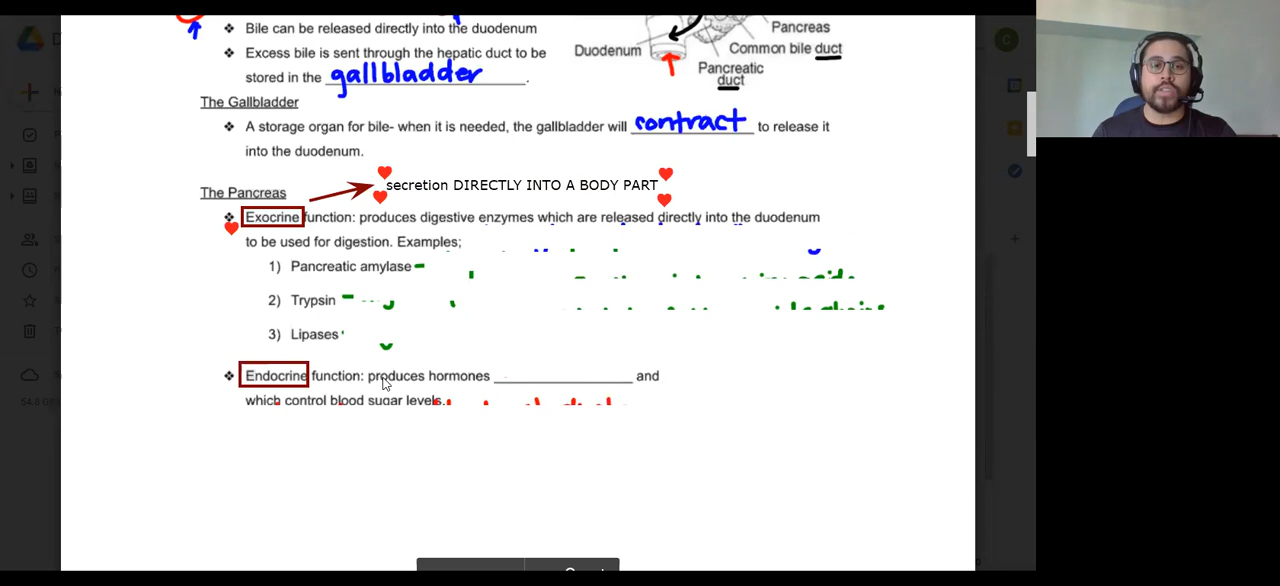 ❖ Bile can be released directly into the duodenum
❖ Excess bile is sent through the hepatic duct to be
stored in the gallbladder.
Duodenum
Pancreas
Common bile duct
Pancreatic
duct
The Gallbladder
❖ A storage organ for bile- when it is needed, the gallbladder will contract to release it
into the duodenum.
The Pancreas
secretion DIRECTLY INTO A BODY PART
❖ Exocrine function: produces digestive enzymes which are released directly into the duodenum
to be used for digestion. Examples;
1) Pancreatic amylase -
2) Trypsin -
3) Lipases
❖ Endocrine function: produces hormones ____________________ and
which control blood sugar levels.